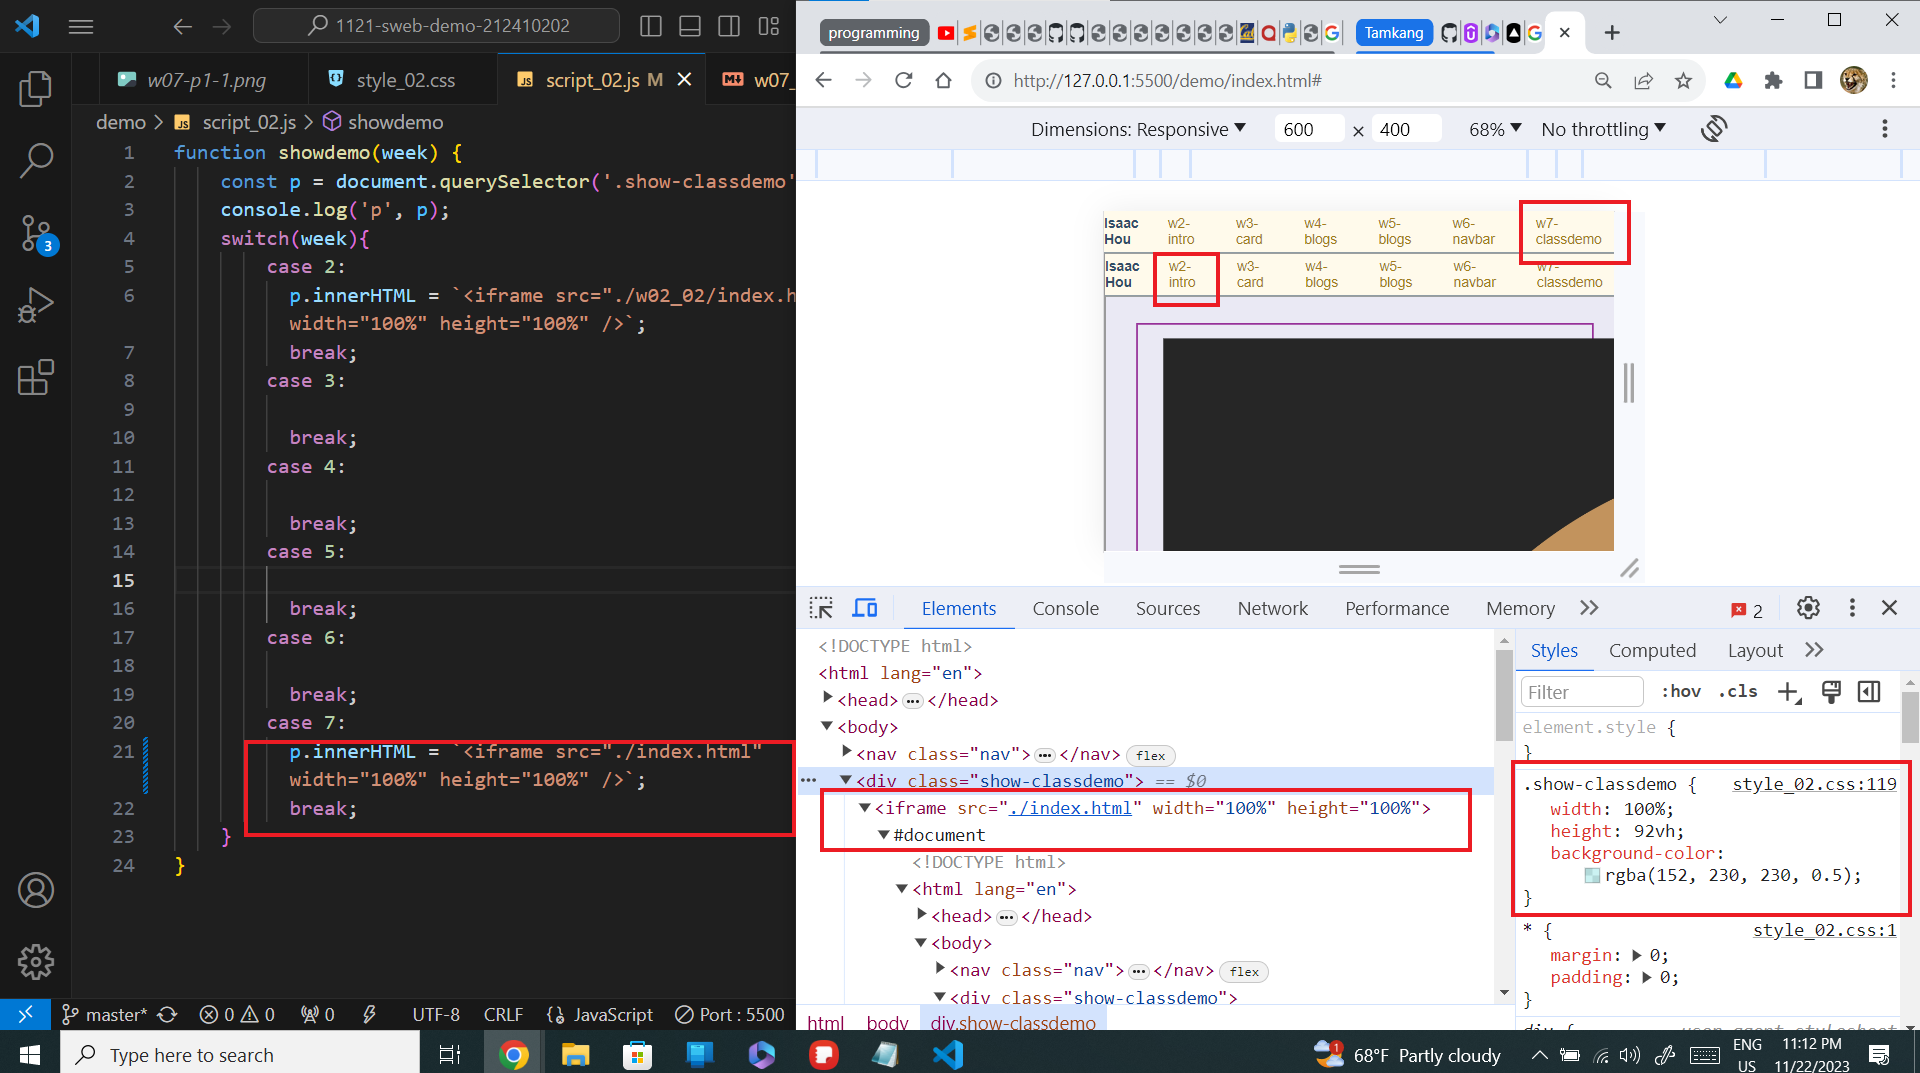 1121-sweb-demo-212410202
w07-p1-1.png
style_02.css
script_02.js M
w07_
demo > script_02.js > showdemo
1 function showdemo(week) {
2 const p = document.querySelector('.show-classdemo'
3 console.log('p', p);
4 switch(week){
5 case 2:
6 p.innerHTML = `<iframe src="./w02_02/index.h
width="100%" height="100%" />`;
7 break;
8 case 3:
9
10 break;
11 case 4:
12
13 break;
14 case 5:
15
16 break;
17 case 6:
18
19 break;
20 case 7:
21 p.innerHTML = `<iframe src="./index.html"
width="100%" height="100%" />`;
22 break;
23 }
24 }
3
master* 0 0 0 UTF-8 CRLF {} JavaScript Port : 5500
programming
Tamkang
http://127.0.0.1:5500/demo/index.html#
Dimensions: Responsive 600 × 400 68% No throttling
Isaac Hou w2-intro w3-card w4-blogs w5-blogs w6-navbar w7-classdemo
Isaac Hou w2-intro w3-card w4-blogs w5-blogs w6-navbar w7-classdemo
Elements Console Sources Network Performance Memory 2
<!DOCTYPE html>
<html lang="en">
<head> ••• </head>
<body>
<nav class="nav"> ••• </nav> flex
••• <div class="show-classdemo"> == $0
<iframe src="./index.html" width="100%" height="100%">
#document
<!DOCTYPE html>
<html lang="en">
<head> ••• </head>
<body>
<nav class="nav"> ••• </nav> flex
<div class="show-classdemo">
html body div.show-classdemo
Styles Computed Layout
Filter :hov .cls
element.style {
}
.show-classdemo { style_02.css:119
width: 100%;
height: 92vh;
background-color:
rgba(152, 230, 230, 0.5);
}
* { style_02.css:1
margin: 0;
padding: 0;
}
div { user agent stylesheet
Type here to search
1
68°F Partly cloudy
ENG
US
11:12 PM
11/22/2023